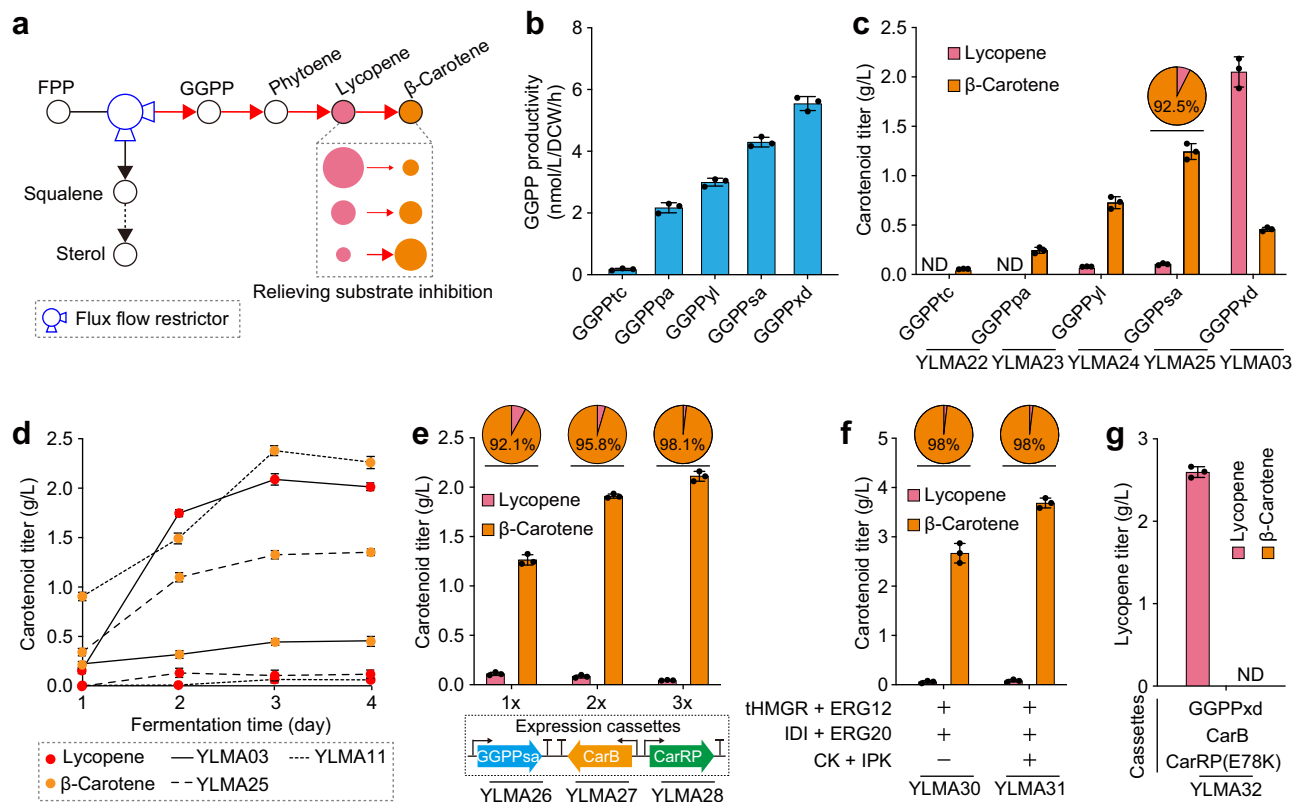 a
FPP
GGPP
Phytoene
Lycopene
β-Carotene
Squalene
Sterol
Relieving substrate inhibition
Flux flow restrictor
b
GGPP productivity
(nmol/L/DCW/h)
8
6
4
2
0
GGPPtc
GGPPpa
GGPPyl
GGPPsa
GGPPxd
c
Carotenoid titer (g/L)
2.5
2.0
1.5
1.0
0.5
0.0
Lycopene
β-Carotene
92.5%
ND
ND
GGPPtc
GGPPpa
GGPPyl
GGPPsa
GGPPxd
YLMA22
YLMA23
YLMA24
YLMA25
YLMA03
d
Carotenoid titer (g/L)
2.5
2.0
1.5
1.0
0.5
0.0
1
2
3
4
Fermentation time (day)
Lycopene
YLMA03
YLMA11
β-Carotene
YLMA25
e
92.1%
95.8%
98.1%
Carotenoid titer (g/L)
2.5
2.0
1.5
1.0
0.5
0.0
Lycopene
β-Carotene
1x
2x
3x
Expression cassettes
GGPPsa
CarB
CarRP
YLMA26
YLMA27
YLMA28
f
98%
98%
Carotenoid titer (g/L)
5
4
3
2
1
0
Lycopene
β-Carotene
tHMGR + ERG12
+
+
IDI + ERG20
+
+
CK + IPK
−
+
YLMA30
YLMA31
g
Lycopene titer (g/L)
3
2
1
0
Lycopene
β-Carotene
ND
Cassettes
GGPPxd
CarB
CarRP(E78K)
YLMA32